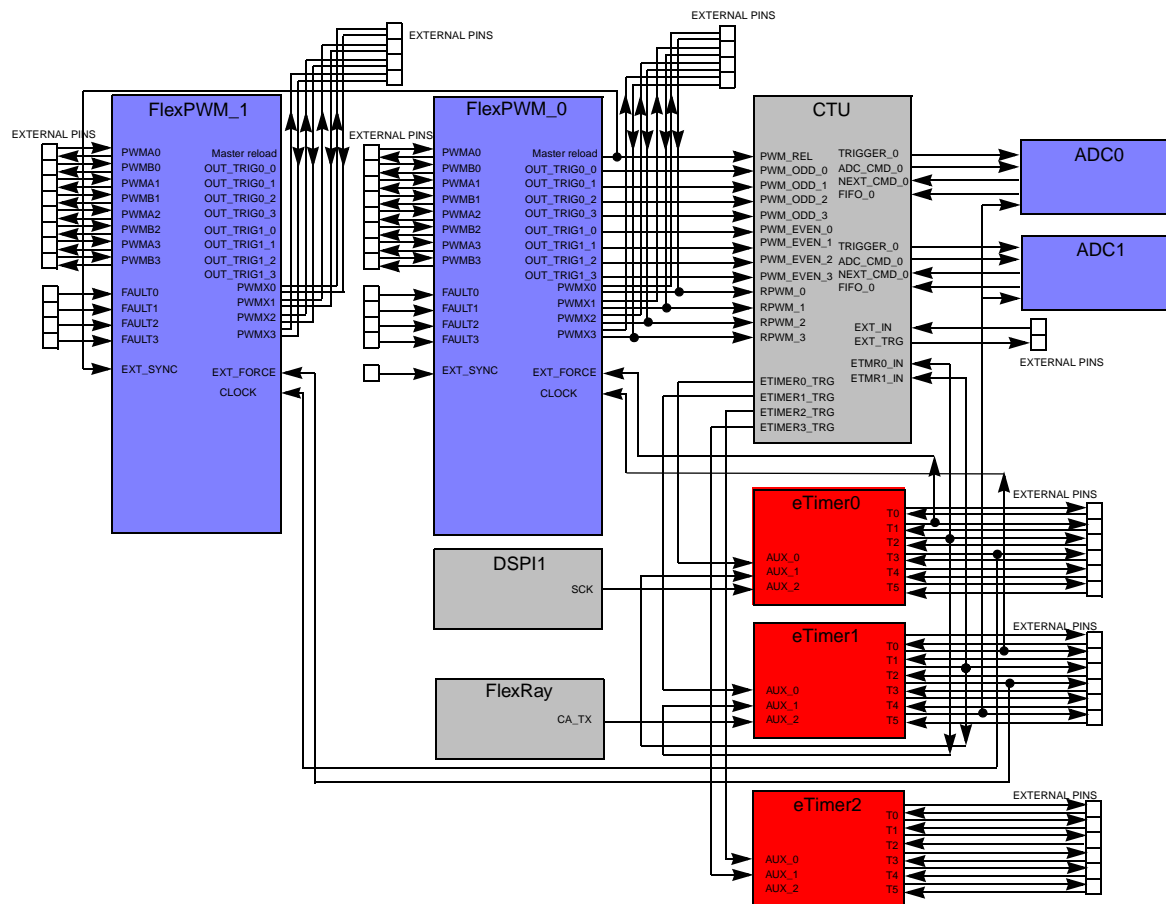 EXTERNAL PINS
EXTERNAL PINS
FlexPWM_1
EXTERNAL PINS
PWMA0
PWMB0
PWMA1
PWMB1
PWMA2
PWMB2
PWMA3
PWMB3
FAULT0
FAULT1
FAULT2
FAULT3
EXT_SYNC
Master reload
OUT_TRIG0_0
OUT_TRIG0_1
OUT_TRIG0_2
OUT_TRIG0_3
OUT_TRIG1_0
OUT_TRIG1_1
OUT_TRIG1_2
OUT_TRIG1_3
PWMX0
PWMX1
PWMX2
PWMX3
EXT_FORCE
CLOCK
FlexPWM_0
EXTERNAL PINS
PWMA0
PWMB0
PWMA1
PWMB1
PWMA2
PWMB2
PWMA3
PWMB3
FAULT0
FAULT1
FAULT2
FAULT3
EXT_SYNC
Master reload
OUT_TRIG0_0
OUT_TRIG0_1
OUT_TRIG0_2
OUT_TRIG0_3
OUT_TRIG1_0
OUT_TRIG1_1
OUT_TRIG1_2
OUT_TRIG1_3
PWMX0
PWMX1
PWMX2
PWMX3
EXT_FORCE
CLOCK
CTU
PWM_REL
PWM_ODD_0
PWM_ODD_1
PWM_ODD_2
PWM_ODD_3
PWM_EVEN_0
PWM_EVEN_1
PWM_EVEN_2
PWM_EVEN_3
RPWM_0
RPWM_1
RPWM_2
RPWM_3
ETIMER0_TRG
ETIMER1_TRG
ETIMER2_TRG
ETIMER3_TRG
TRIGGER_0
ADC_CMD_0
NEXT_CMD_0
FIFO_0
TRIGGER_0
ADC_CMD_0
NEXT_CMD_0
FIFO_0
EXT_IN
EXT_TRG
ETMR0_IN
ETMR1_IN
ADC0
ADC1
EXTERNAL PINS
DSPI1
SCK
FlexRay
CA_TX
eTimer0
AUX_0
AUX_1
AUX_2
T0
T1
T2
T3
T4
T5
EXTERNAL PINS
eTimer1
AUX_0
AUX_1
AUX_2
T0
T1
T2
T3
T4
T5
EXTERNAL PINS
eTimer2
AUX_0
AUX_1
AUX_2
T0
T1
T2
T3
T4
T5
EXTERNAL PINS